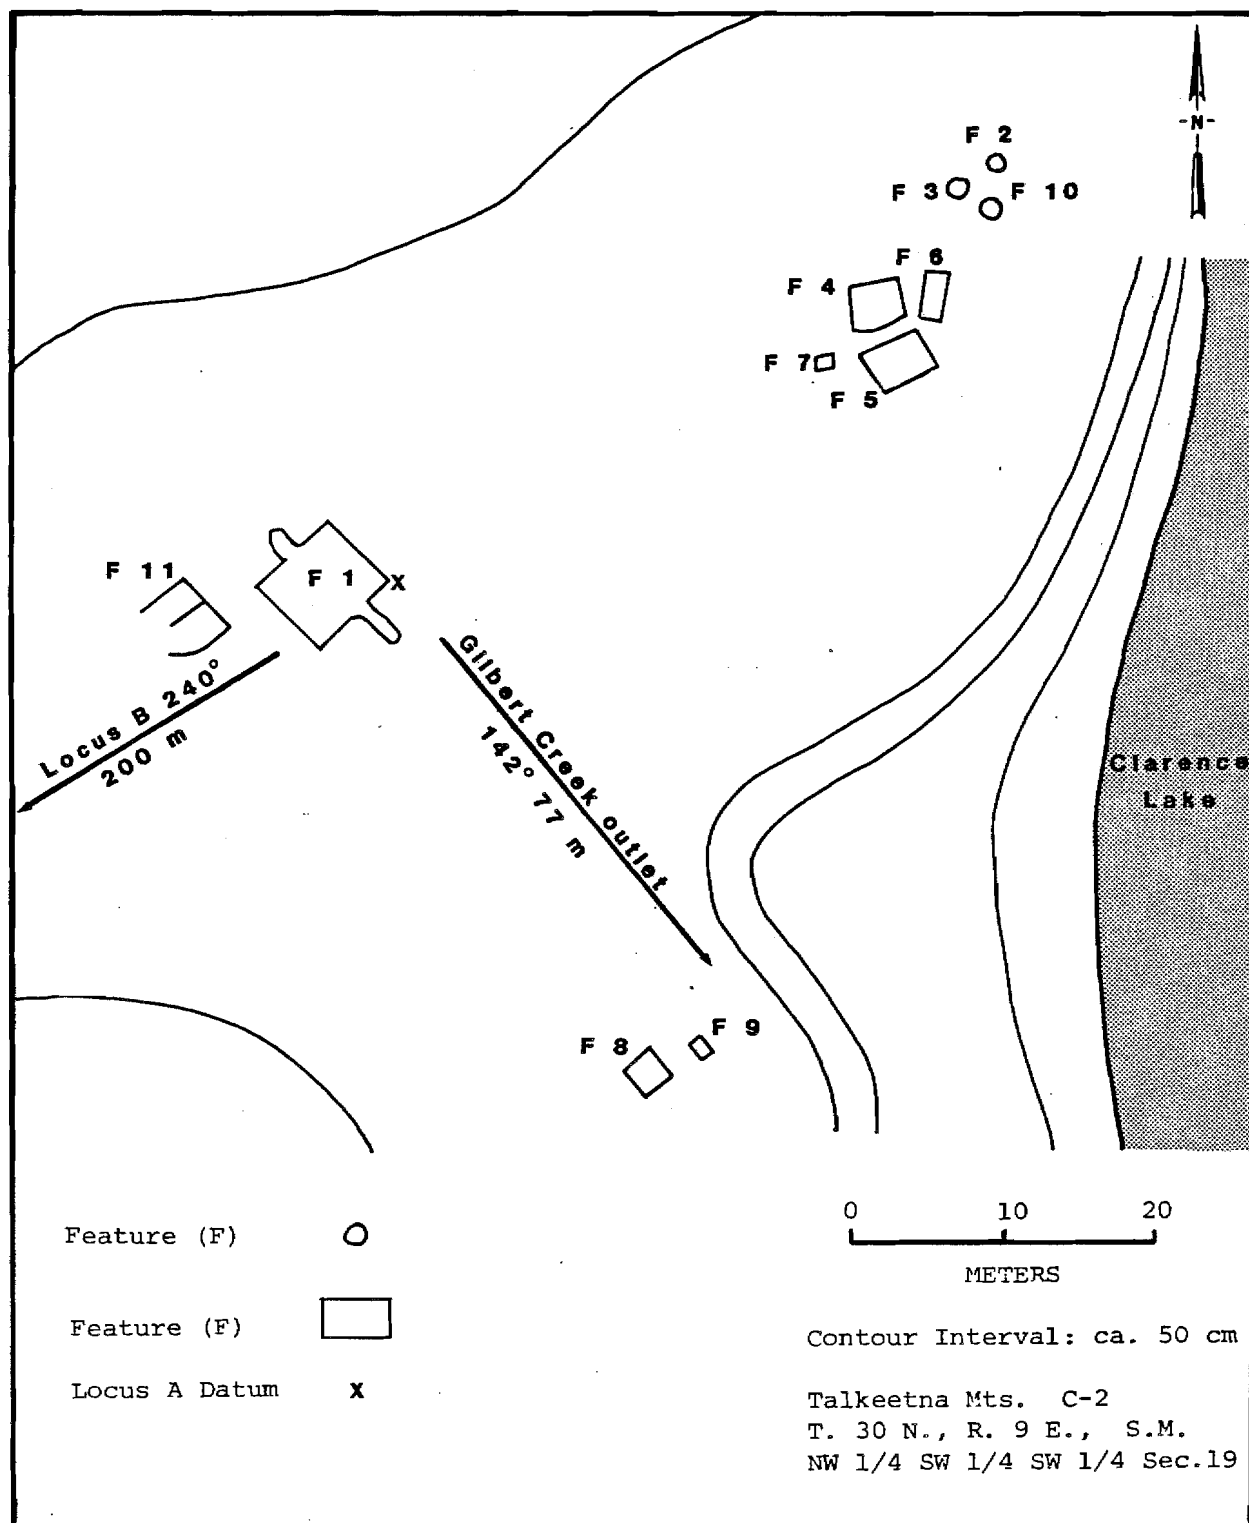 -N-
F 2
F 3
F 10
F 6
F 4
F 7
F 5
F 11
F 1
X
Locus B 240°
200 m
Gilbert Creek outlet
142° 77 m
Clarence
Lake
F 9
F 8
0 10 20
METERS
Feature (F)
Feature (F)
Locus A Datum X
Contour Interval: ca. 50 cm
Talkeetna Mts. C-2
T. 30 N., R. 9 E., S.M.
NW 1/4 SW 1/4 SW 1/4 Sec.19